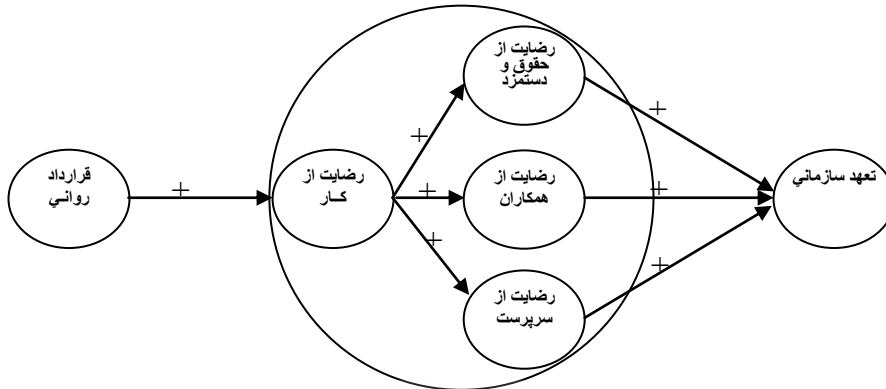 رضايت از
حقوق و
دستمزد
قرارداد
رواني
رضايت از
كــار
رضايت از
همكاران
تعهد سازماني
رضايت از
سرپرست
+
+
+
+
+
+
+